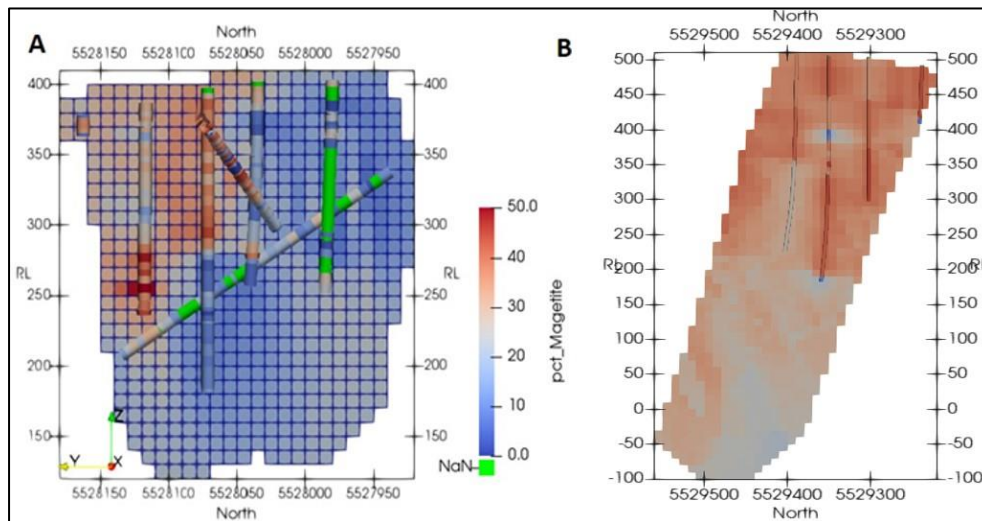 A
North
5528150 5528100 5528050 5528000 5527950
400 400
350 350
300 300
RL RL
250 250
200 200
150 150
Z
Y X
5528150 5528100 5528050 5528000 5527950
North
50.0
40
30
20
10
0.0
NaN
pct_Magetite
B
North
5529500 5529400 5529300
500 500
450 450
400 400
350 350
300 300
250 250
RL RL
200 200
150 150
100 100
50 50
0 0
-50 -50
-100 -100
5529500 5529400 5529300
North